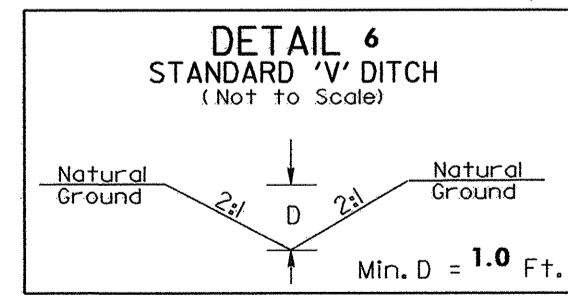 DETAIL 6
STANDARD 'V' DITCH
(Not to Scale)
Natural
Ground
2:1
D
2:1
Natural
Ground
Min. D = 1.0 Ft.